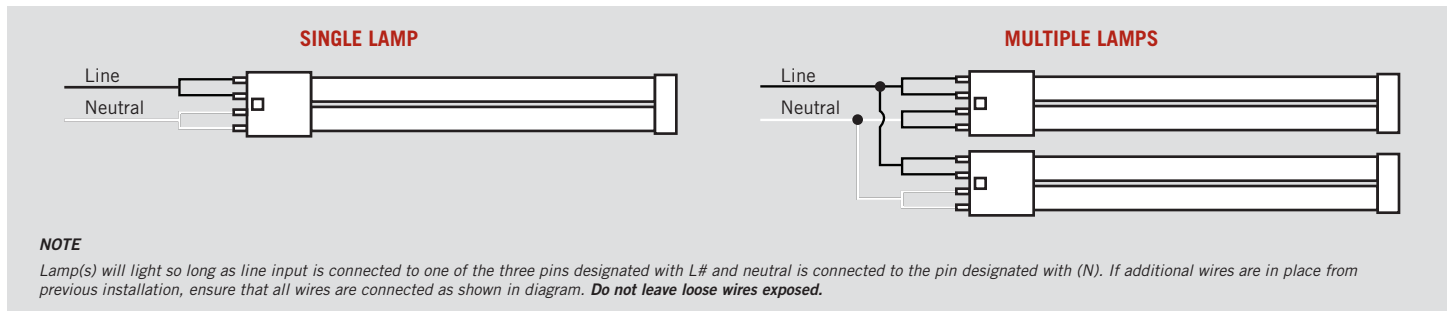 SINGLE LAMP
Line
Neutral
MULTIPLE LAMPS
Line
Neutral
NOTE
Lamp(s) will light so long as line input is connected to one of the three pins designated with L# and neutral is connected to the pin designated with (N). If additional wires are in place from
previous installation, ensure that all wires are connected as shown in diagram. Do not leave loose wires exposed.